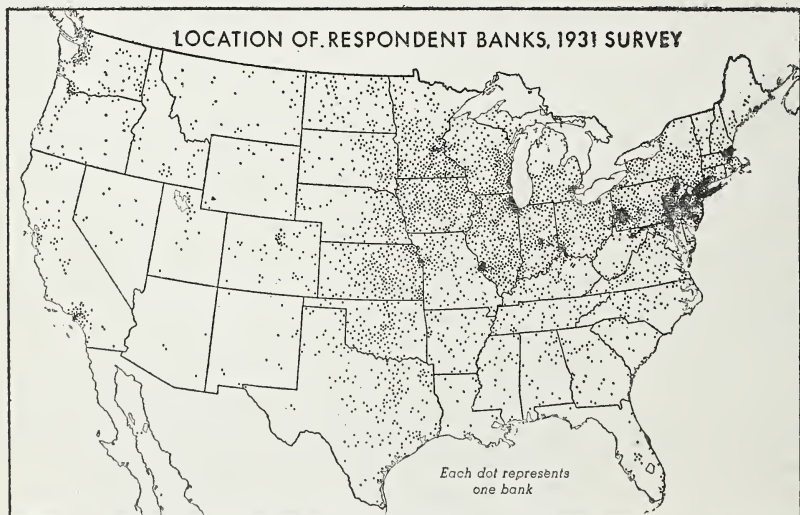 LOCATION OF RESPONDENT BANKS, 1931 SURVEY
Each dot represents
one bank